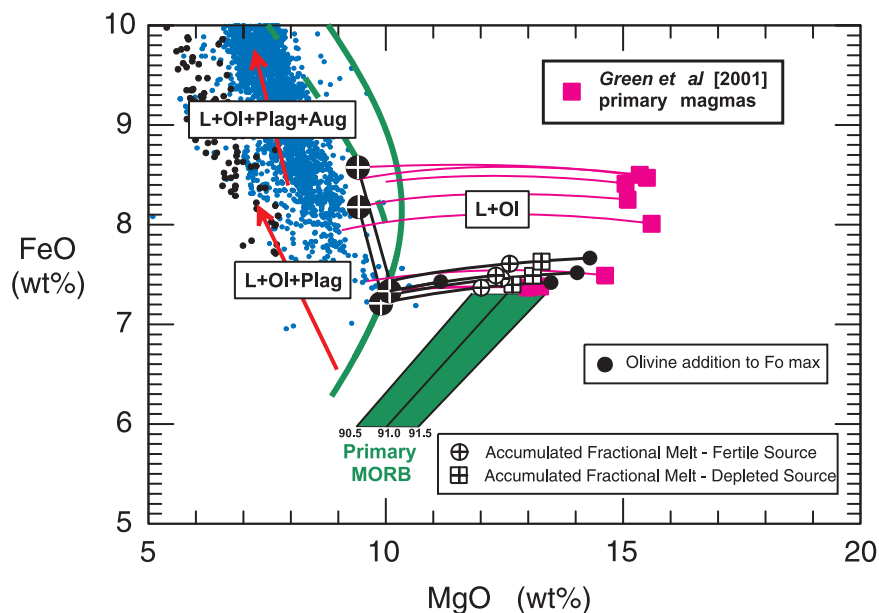 10
Green et al [2001]
primary magmas
9
L+Ol+Plag+Aug
8
L+Ol
FeO
(wt%)
L+Ol+Plag
7
Olivine addition to Fo max
6
90.5 91.0 91.5
Primary
MORB
Accumulated Fractional Melt - Fertile Source
Accumulated Fractional Melt - Depleted Source
5
5 10 15 20
MgO (wt%)